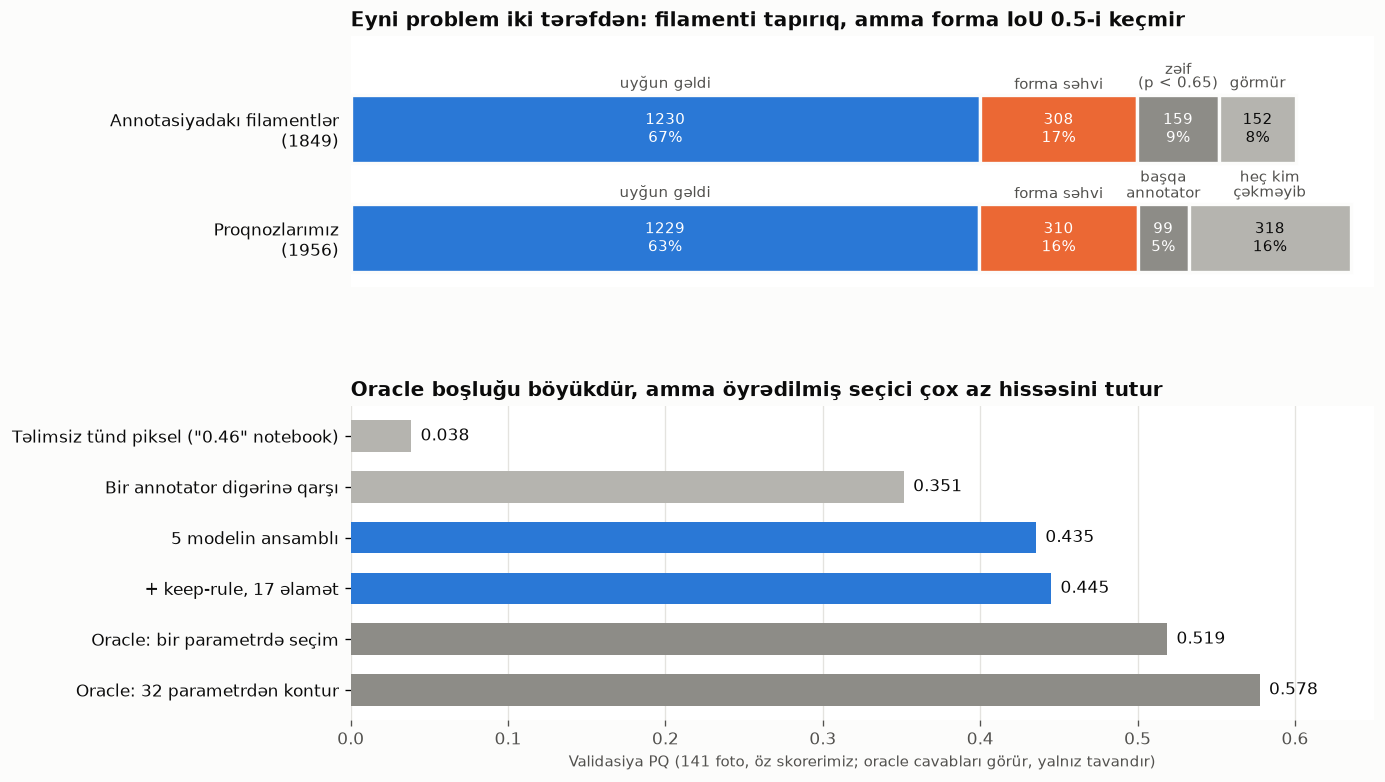 Eyni problem iki tərəfdən: filamenti tapırıq, amma forma IoU 0.5-i keçmir
uyğun gəldi
forma səhvi
zəif
(p < 0.65)
görmür
Annotasiyadakı filamentlər
(1849)
1230
67%
308
17%
159
9%
152
8%
uyğun gəldi
forma səhvi
başqa
annotator
heç kim
çəkməyib
Proqnozlarımız
(1956)
1229
63%
310
16%
99
5%
318
16%
Oracle boşluğu böyükdür, amma öyrədilmiş seçici çox az hissəsini tutur
Təlimsiz tünd piksel ("0.46" notebook)
0.038
Bir annotator digərinə qarşı
0.351
5 modelin ansamblı
0.435
+ keep-rule, 17 əlamət
0.445
Oracle: bir parametrdə seçim
0.519
Oracle: 32 parametrdən kontur
0.578
0.0 0.1 0.2 0.3 0.4 0.5 0.6
Validasiya PQ (141 foto, öz skorerimiz; oracle cavabları görür, yalnız tavandır)